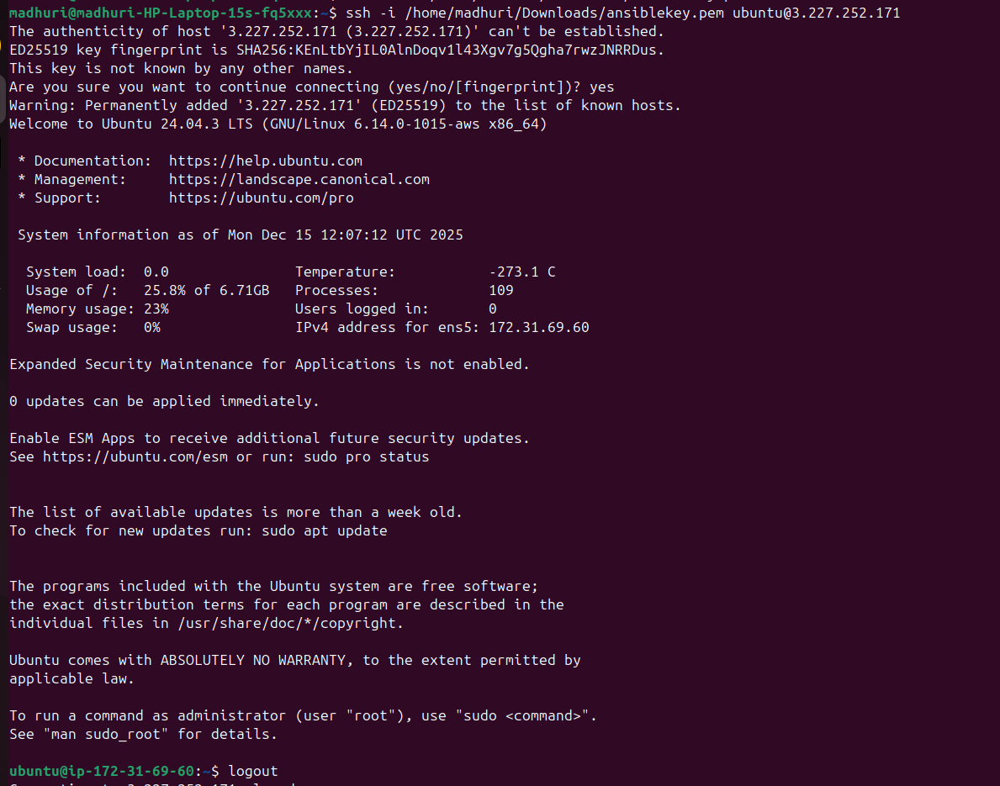 madhuri@madhuri-HP-Laptop-15s-fq5xxx:~$ ssh -i /home/madhuri/Downloads/ansiblekey.pem ubuntu@3.227.252.171
The authenticity of host '3.227.252.171 (3.227.252.171)' can't be established.
ED25519 key fingerprint is SHA256:KEnLtbYjIL0AlnDoqv1l43Xgv7g5Qgha7rwzJNRRDus.
This key is not known by any other names.
Are you sure you want to continue connecting (yes/no/[fingerprint])? yes
Warning: Permanently added '3.227.252.171' (ED25519) to the list of known hosts.
Welcome to Ubuntu 24.04.3 LTS (GNU/Linux 6.14.0-1015-aws x86_64)
* Documentation: https://help.ubuntu.com
* Management: https://landscape.canonical.com
* Support: https://ubuntu.com/pro
System information as of Mon Dec 15 12:07:12 UTC 2025
System load: 0.0 Temperature: -273.1 C
Usage of /: 25.8% of 6.71GB Processes: 109
Memory usage: 23% Users logged in: 0
Swap usage: 0% IPv4 address for ens5: 172.31.69.60
Expanded Security Maintenance for Applications is not enabled.
0 updates can be applied immediately.
Enable ESM Apps to receive additional future security updates.
See https://ubuntu.com/esm or run: sudo pro status
The list of available updates is more than a week old.
To check for new updates run: sudo apt update
The programs included with the Ubuntu system are free software;
the exact distribution terms for each program are described in the
individual files in /usr/share/doc/*/copyright.
Ubuntu comes with ABSOLUTELY NO WARRANTY, to the extent permitted by
applicable law.
To run a command as administrator (user "root"), use "sudo <command>".
See "man sudo_root" for details.
ubuntu@ip-172-31-69-60:~$ logout